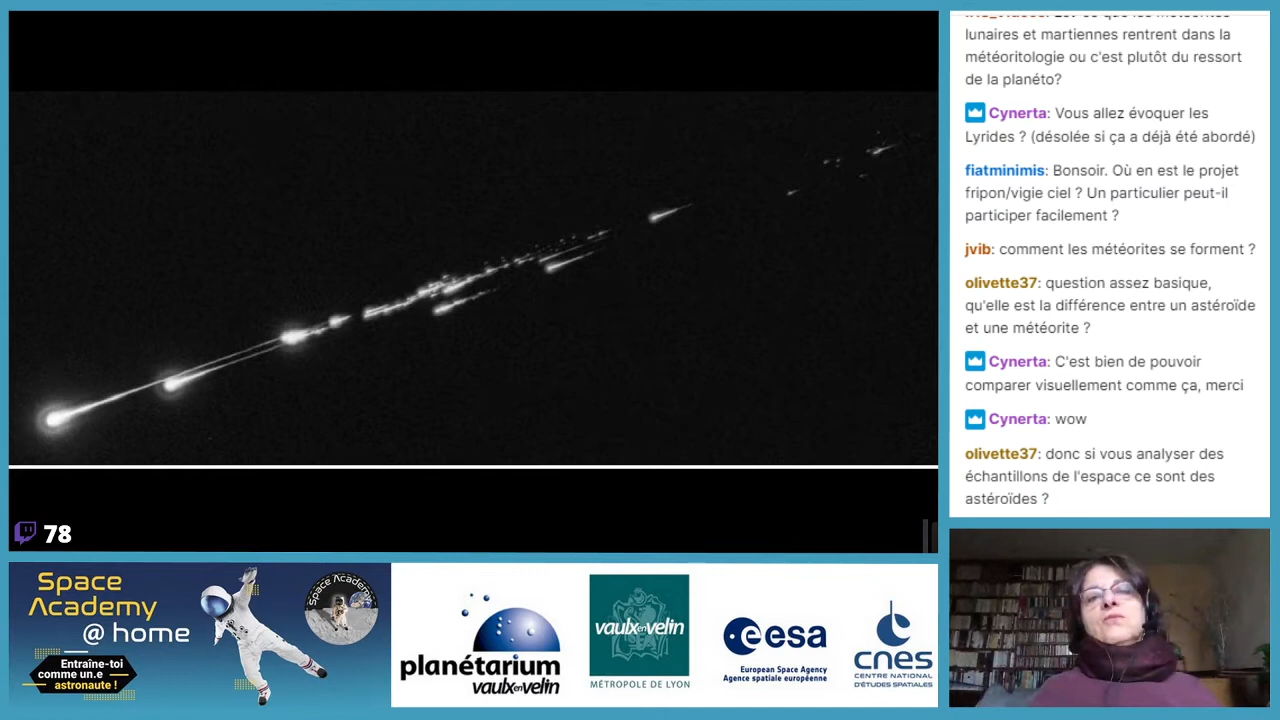 lunaires et martiennes rentrent dans la
météoritologie ou c'est plutôt du ressort
de la planéto?
Cynerta: Vous allez évoquer les
Lyrides ? (désolée si ça a déjà été abordé)
fiatminimis: Bonsoir. Où en est le projet
fripon/vigie ciel ? Un particulier peut-il
participer facilement ?
jvib: comment les météorites se forment ?
olivette37: question assez basique,
qu'elle est la différence entre un astéroïde
et une météorite ?
Cynerta: C'est bien de pouvoir
comparer visuellement comme ça, merci
Cynerta: wow
olivette37: donc si vous analyser des
échantillons de l'espace ce sont des
astéroïdes ?
78
Space
Academy
@ home
Entraîne-toi
comme un.e
astronaute !
Space Academy
planétarium
vaulx en velin
vaulx en velin
MÉTROPOLE DE LYON
esa
European Space Agency
Agence spatiale européenne
cnes
CENTRE NATIONAL
D'ÉTUDES SPATIALES